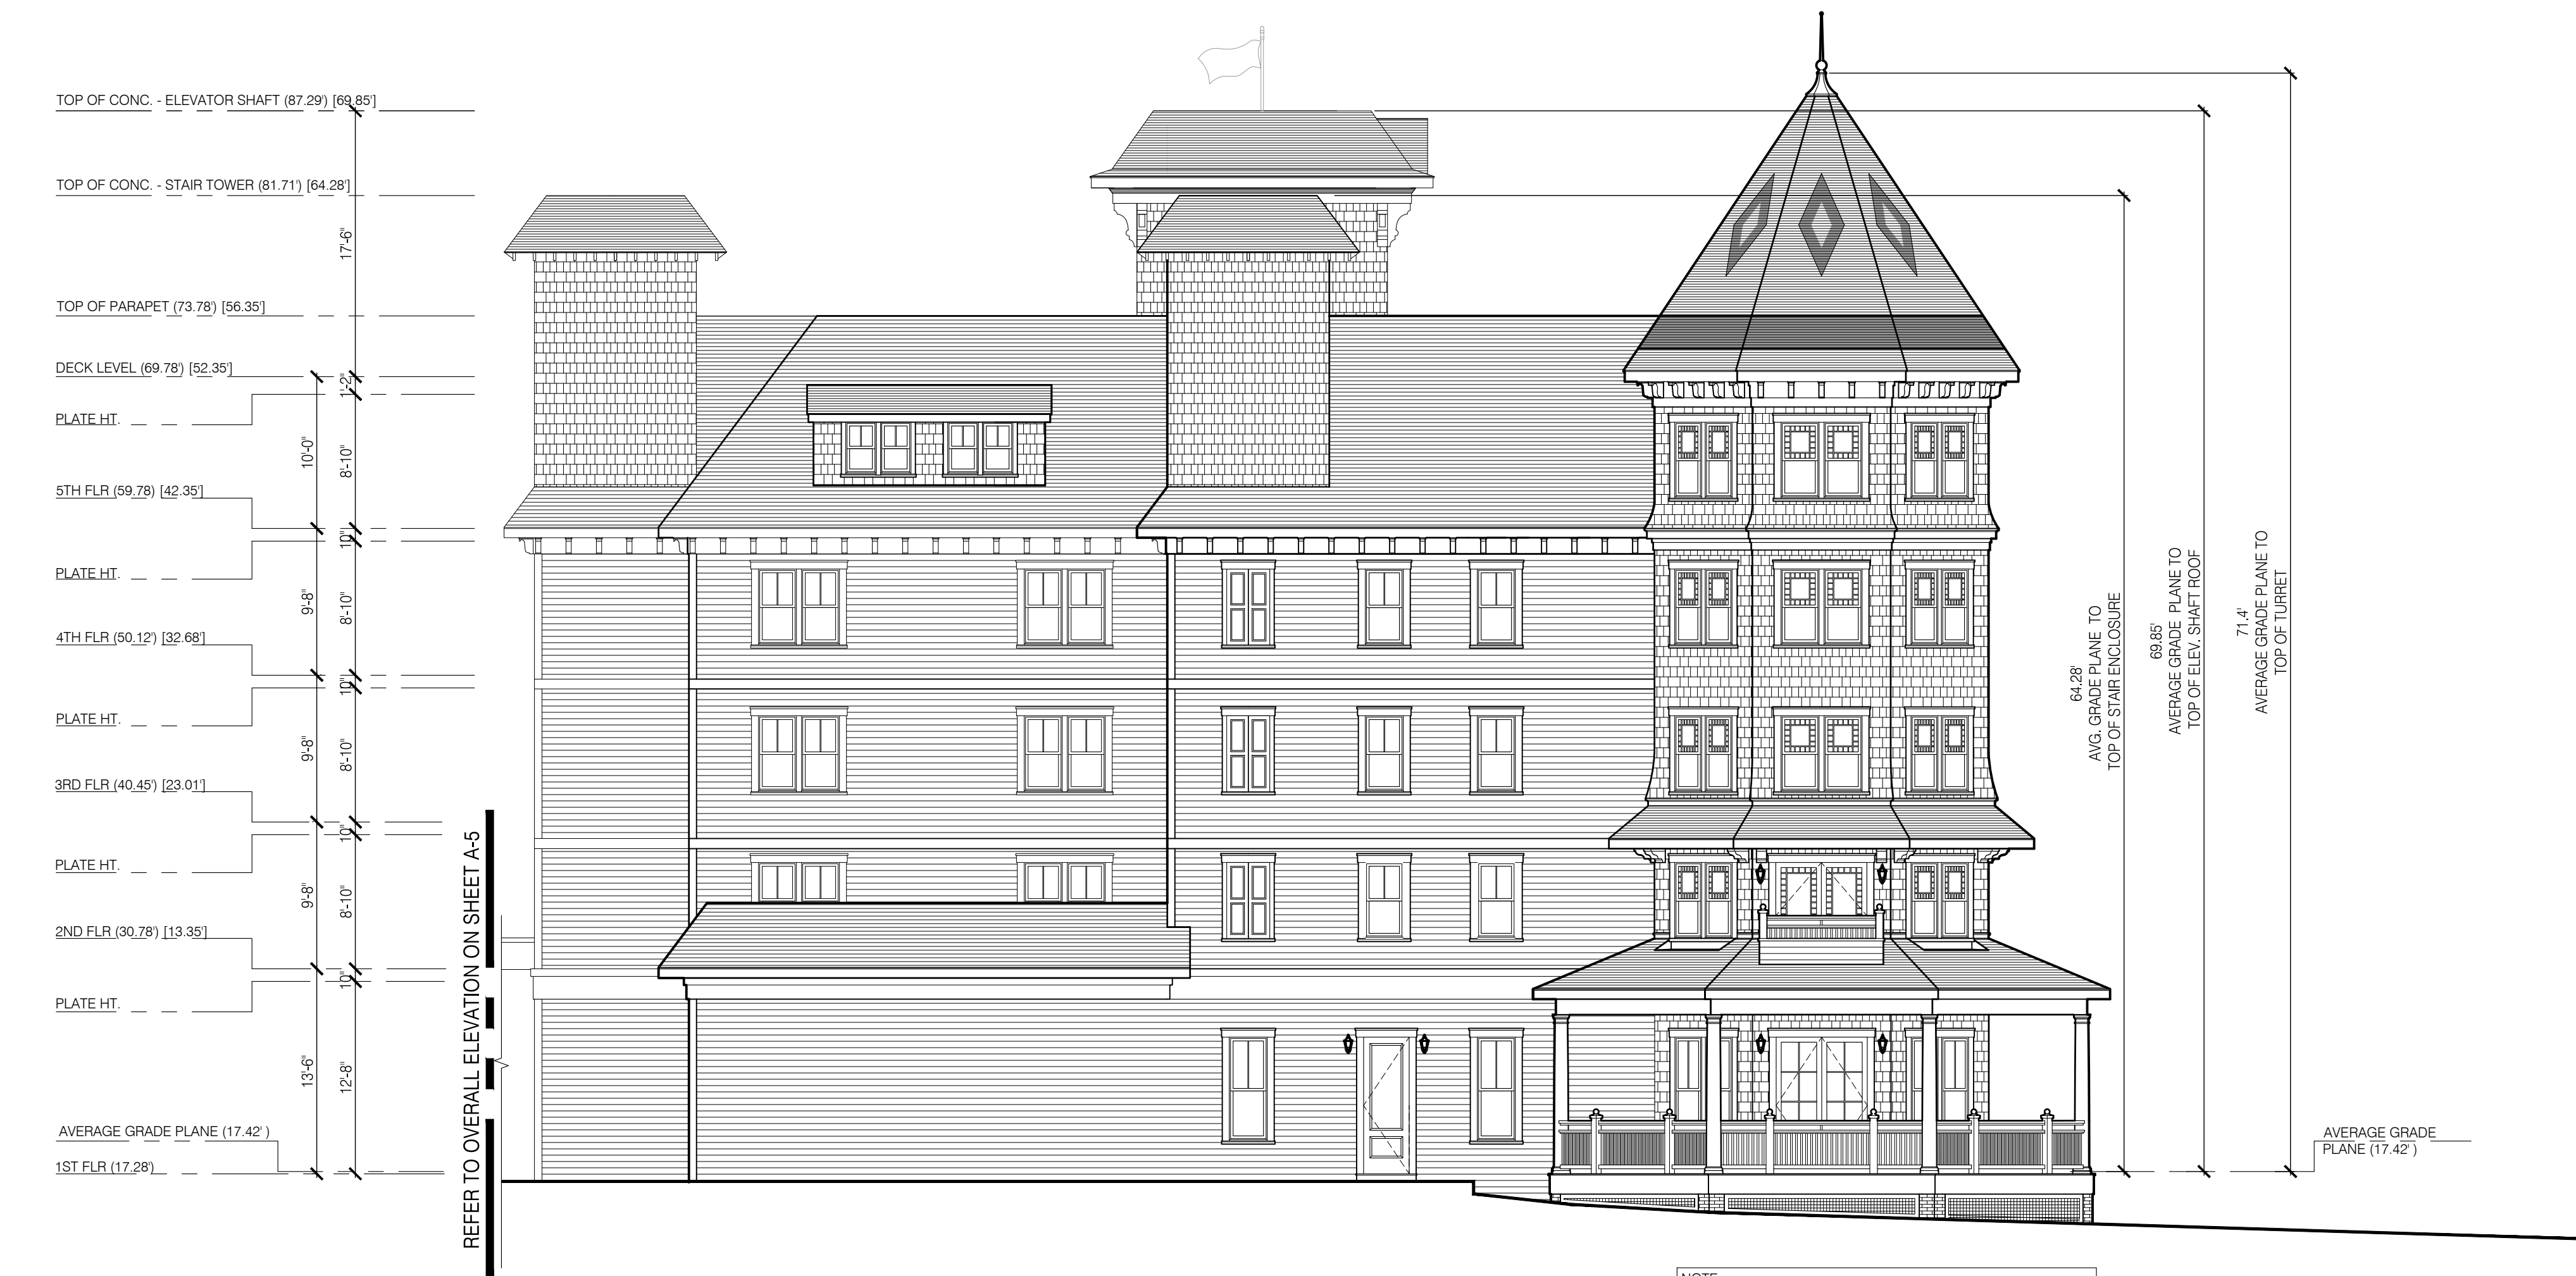 TOP OF CONC. - ELEVATOR SHAFT (87.29') [69.85']
TOP OF CONC. - STAIR TOWER (81.71') [64.28']
17'-6"
TOP OF PARAPET (73.78') [56.35']
DECK LEVEL (69.78') [52.35']
1'-2"
PLATE HT.
10'-0"
8'-10"
5TH FLR (59.78) [42.35']
10"
PLATE HT.
9'-8"
8'-10"
4TH FLR (50.12') [32.68']
10"
PLATE HT.
9'-8"
8'-10"
3RD FLR (40.45') [23.01']
10"
PLATE HT.
9'-8"
8'-10"
2ND FLR (30.78') [13.35']
10"
PLATE HT.
13'-6"
12'-8"
AVERAGE GRADE PLANE (17.42' )
1ST FLR (17.28')
REFER TO OVERALL ELEVATION ON SHEET A-5
64.28'
AVG. GRADE PLANE TO
TOP OF STAIR ENCLOSURE
69.85'
AVERAGE GRADE PLANE TO
TOP OF ELEV. SHAFT ROOF
71.4'
AVERAGE GRADE PLANE TO
TOP OF TURRET
AVERAGE GRADE
PLANE (17.42' )
NOTE